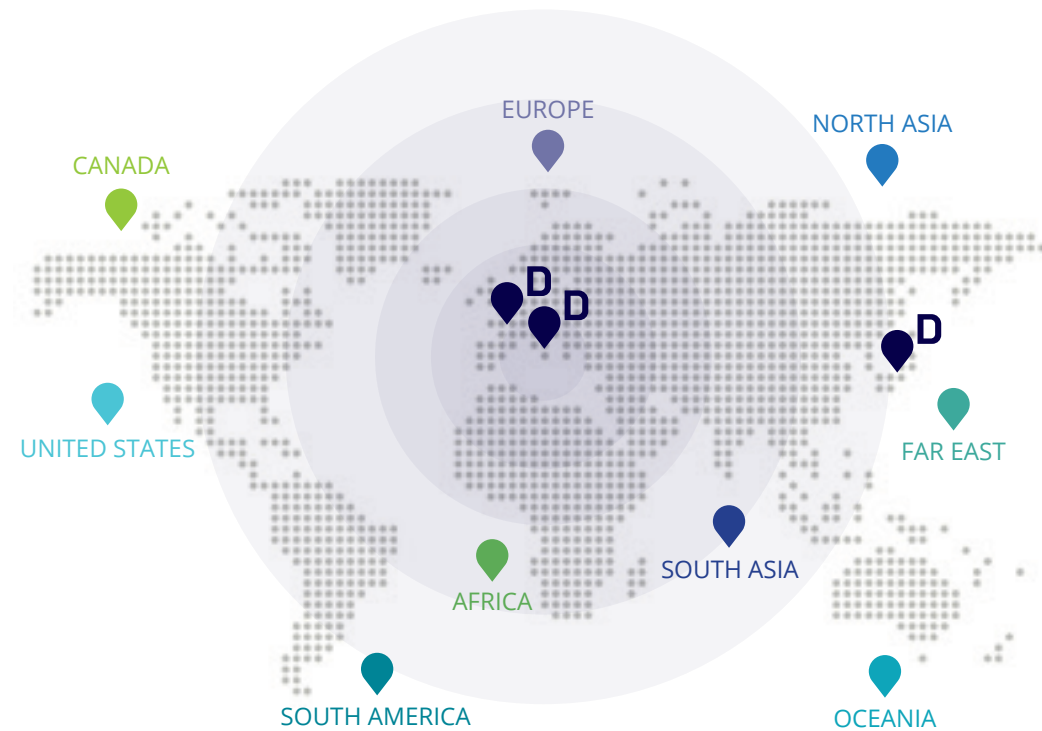 EUROPE
NORTH ASIA
CANADA
D
D
D
UNITED STATES
FAR EAST
SOUTH ASIA
AFRICA
SOUTH AMERICA
OCEANIA